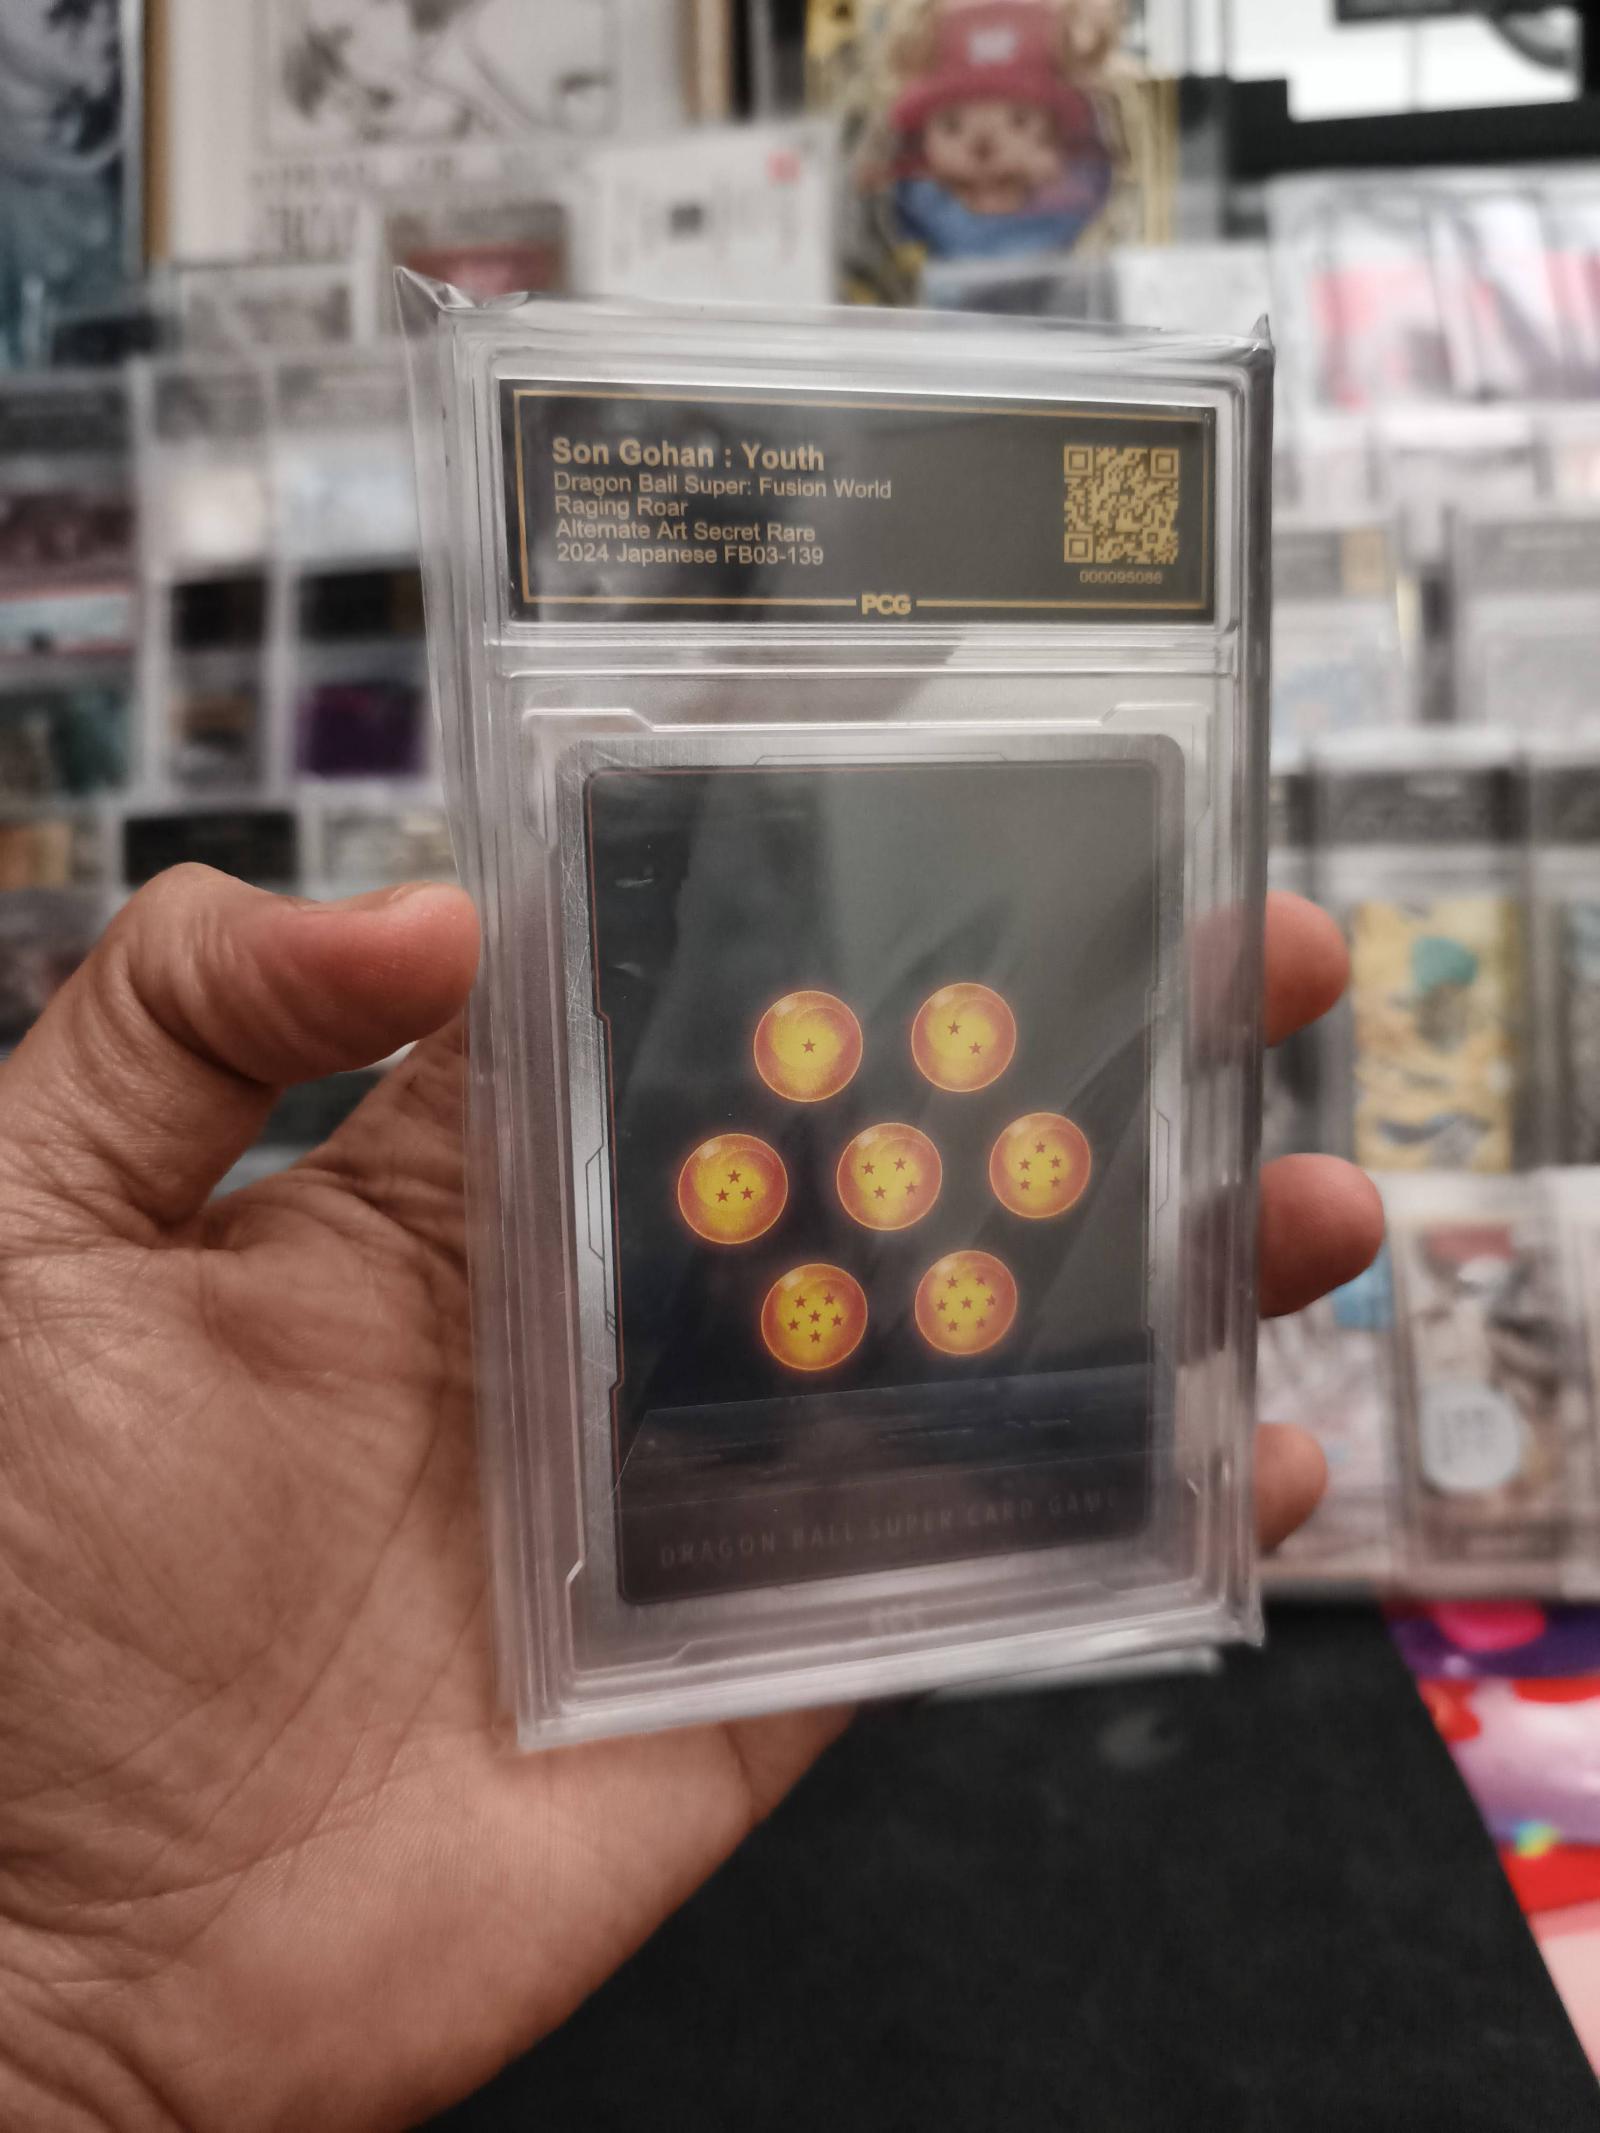 Son Gohan : Youth
Dragon Ball Super: Fusion World
Raging Roar
Alternate Art Secret Rare
2024 Japanese FB03-139
000095086
PCG
DRAGON BALL SUPER CARD GAME